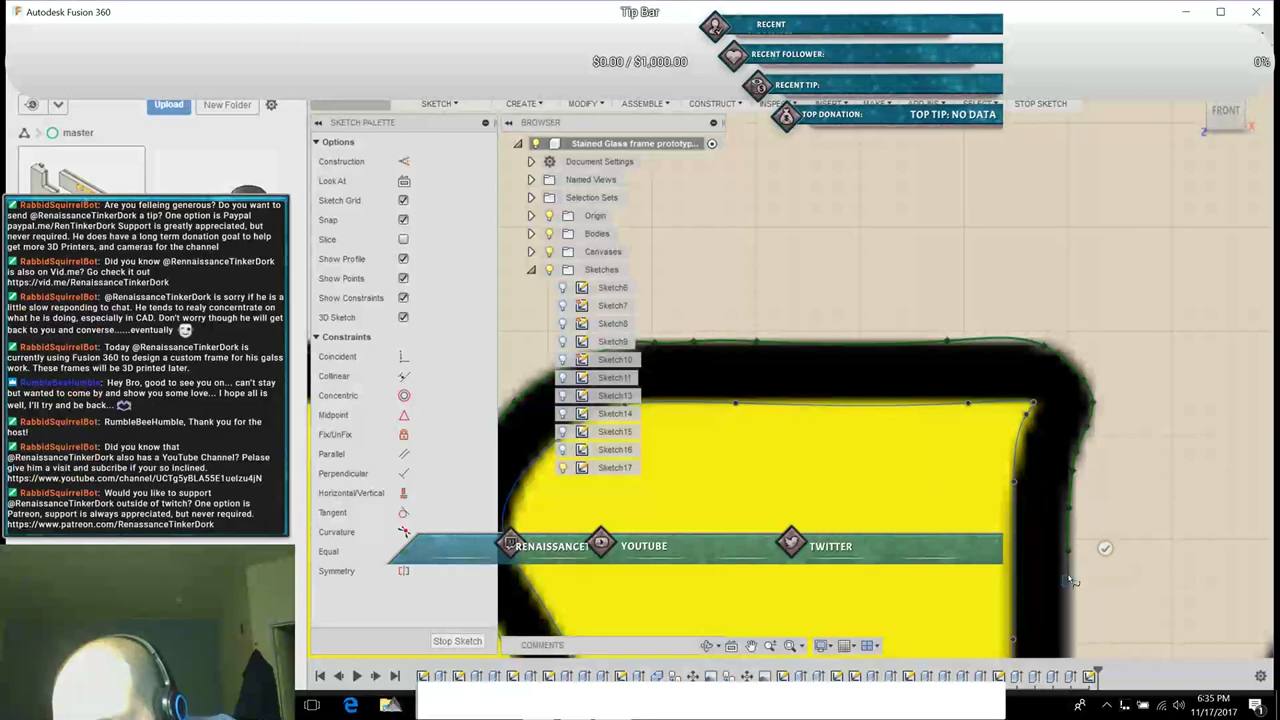 Autodesk Fusion 360
Tip Bar
$0.00 / $1,000.00
0%
RECENT
RECENT FOLLOWER:
RECENT TIP:
TOP DONATION:
TOP TIP: NO DATA
Upload
New Folder
master
SKETCH
CREATE
MODIFY
ASSEMBLE
CONSTRUCT
STOP SKETCH
FRONT
Z
X
SKETCH PALETTE
Options
Construction
Look At
Sketch Grid
Snap
Slice
Show Profile
Show Points
Show Constraints
3D Sketch
Constraints
Coincident
Collinear
Concentric
Midpoint
Fix/UnFix
Parallel
Perpendicular
Horizontal/Vertical
Tangent
Curvature
Equal
Symmetry
Stop Sketch
BROWSER
Stained Glass frame prototyp...
Document Settings
Named Views
Selection Sets
Origin
Bodies
Canvases
Sketches
Sketch6
Sketch7
Sketch8
Sketch9
Sketch10
Sketch11
Sketch13
Sketch14
Sketch15
Sketch16
Sketch17
RabbidSquirrelBot: Are you felleing generous? Do you want to
send @RenaissanceTinkerDork a tip? One option is Paypal
paypal.me/RenTinkerDork Support is greatly appreciated, but
never required. He does have a long term donation goal to help
get more 3D Printers, and cameras for the channel
RabbidSquirrelBot: Did you know @RennaissanceTinkerDork
is also on Vid.me? Go check it out
https://vid.me/RenaissanceTinkerDork
RabbidSquirrelBot: @RenaissanceTinkerDork is sorry if he is a
little slow responding to chat. He tends to realy concerntrate on
what he is doing, especially in CAD. Don't worry though he will get
back to you and converse......eventually
RabbidSquirrelBot: Today @RenaissanceTinkerDork is
currently using Fusion 360 to design a custom frame for his galss
work. These frames will be 3D printed later.
RumbleBeeHumble: Hey Bro, good to see you on... can't stay
but wanted to come by and show you some love... I hope all is
well, I'll try and be back...
RabbidSquirrelBot: RumbleBeeHumble, Thank you for the
host!
RabbidSquirrelBot: Did you know that
@RenaissanceTinkerDork also has a YouTube Channel? Pelase
give him a visit and subcribe if your so inclined.
https://www.youtube.com/channel/UCTg5yBLA55E1uelzu4jN
RabbidSquirrelBot: Would you like to support
@RenaissanceTinkerDork outside of twitch? One option is
Patreon, support is always appreciated, but never required.
https://www.patreon.com/RenassanceTinkerDork
RENAISSANCET
YOUTUBE
TWITTER
COMMENTS
6:35 PM
11/17/2017